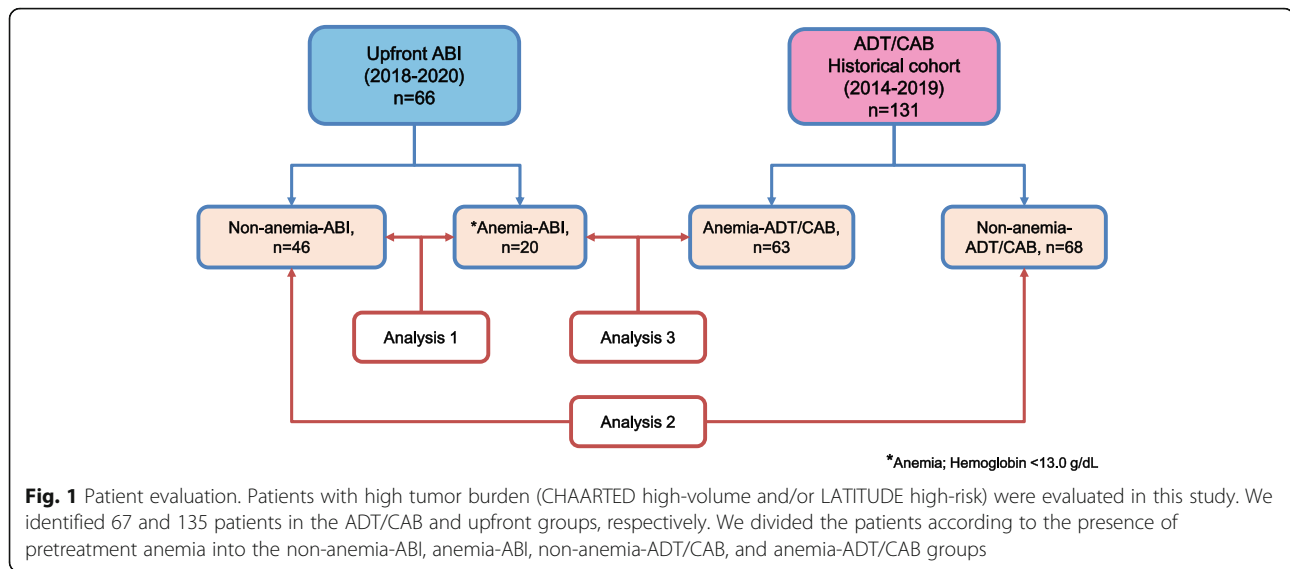 Upfront ABI
(2018-2020)
n=66
ADT/CAB
Historical cohort
(2014-2019)
n=131
Non-anemia-ABI,
n=46
*Anemia-ABI,
n=20
Anemia-ADT/CAB,
n=63
Non-anemia-
ADT/CAB, n=68
Analysis 1
Analysis 3
Analysis 2
*Anemia; Hemoglobin <13.0 g/dL
Fig. 1 Patient evaluation. Patients with high tumor burden (CHAARTED high-volume and/or LATITUDE high-risk) were evaluated in this study. We
identified 67 and 135 patients in the ADT/CAB and upfront groups, respectively. We divided the patients according to the presence of
pretreatment anemia into the non-anemia-ABI, anemia-ABI, non-anemia-ADT/CAB, and anemia-ADT/CAB groups